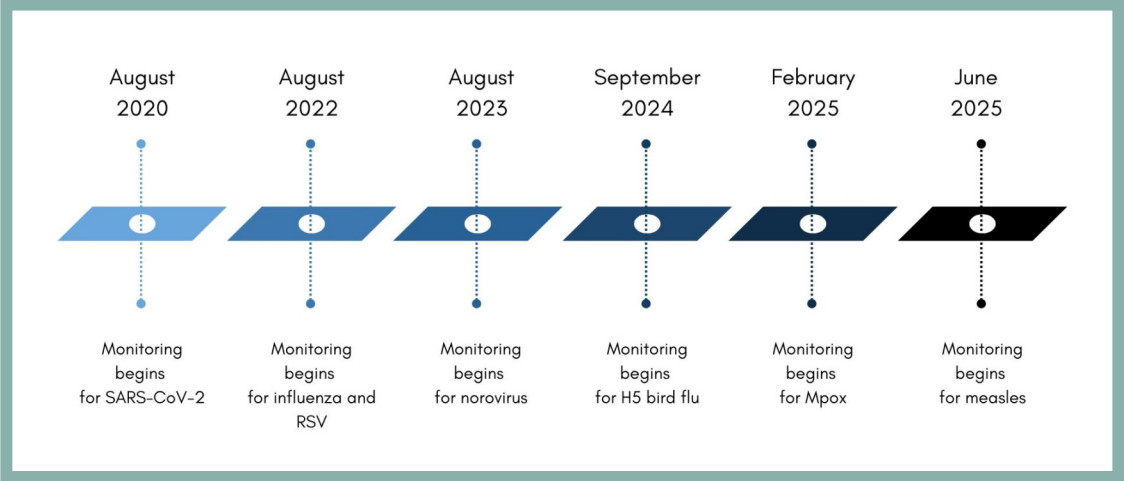 August
2020
August
2022
August
2023
September
2024
February
2025
June
2025
Monitoring
begins
for SARS-CoV-2
Monitoring
begins
for influenza and
RSV
Monitoring
begins
for norovirus
Monitoring
begins
for H5 bird flu
Monitoring
begins
for Mpox
Monitoring
begins
for measles